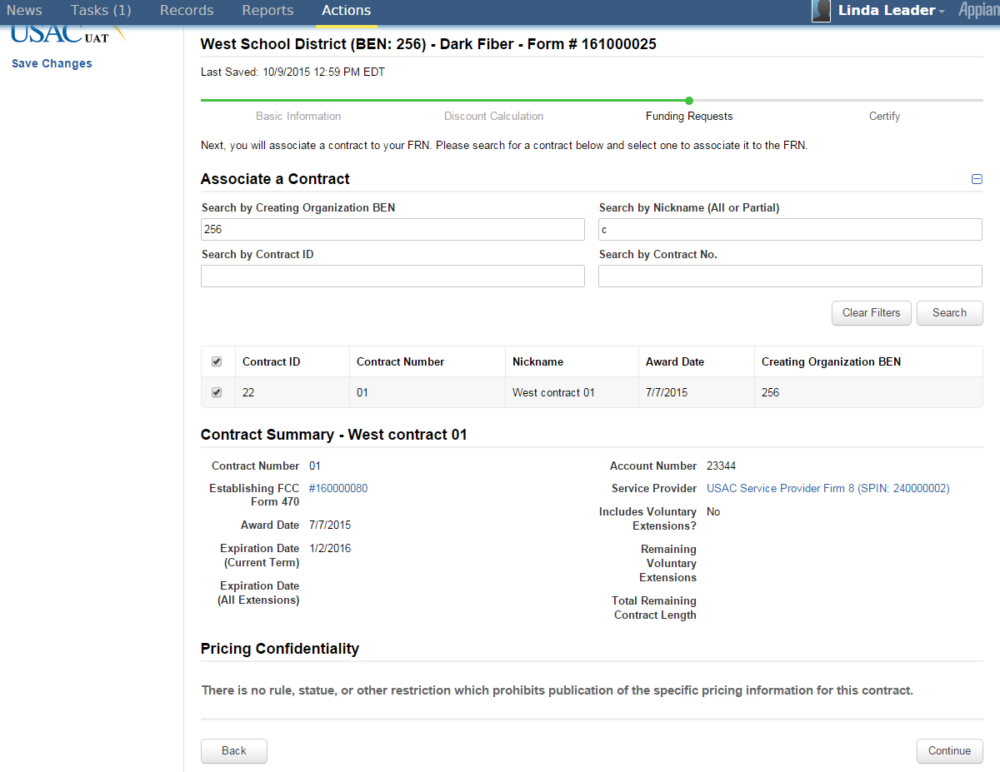 News Tasks (1) Records Reports Actions Linda Leader Appian
USAC UAT
Save Changes
West School District (BEN: 256) - Dark Fiber - Form # 161000025
Last Saved: 10/9/2015 12:59 PM EDT
Basic Information Discount Calculation Funding Requests Certify
Next, you will associate a contract to your FRN. Please search for a contract below and select one to associate it to the FRN.
Associate a Contract
Search by Creating Organization BEN Search by Nickname (All or Partial)
256 c
Search by Contract ID Search by Contract No.
Clear Filters Search
Contract ID Contract Number Nickname Award Date Creating Organization BEN
22 01 West contract 01 7/7/2015 256
Contract Summary - West contract 01
Contract Number 01
Establishing FCC #160000080
Form 470
Award Date 7/7/2015
Expiration Date 1/2/2016
(Current Term)
Expiration Date
(All Extensions)
Account Number 23344
Service Provider USAC Service Provider Firm 8 (SPIN: 240000002)
Includes Voluntary No
Extensions?
Remaining
Voluntary
Extensions
Total Remaining
Contract Length
Pricing Confidentiality
There is no rule, statue, or other restriction which prohibits publication of the specific pricing information for this contract.
Back Continue